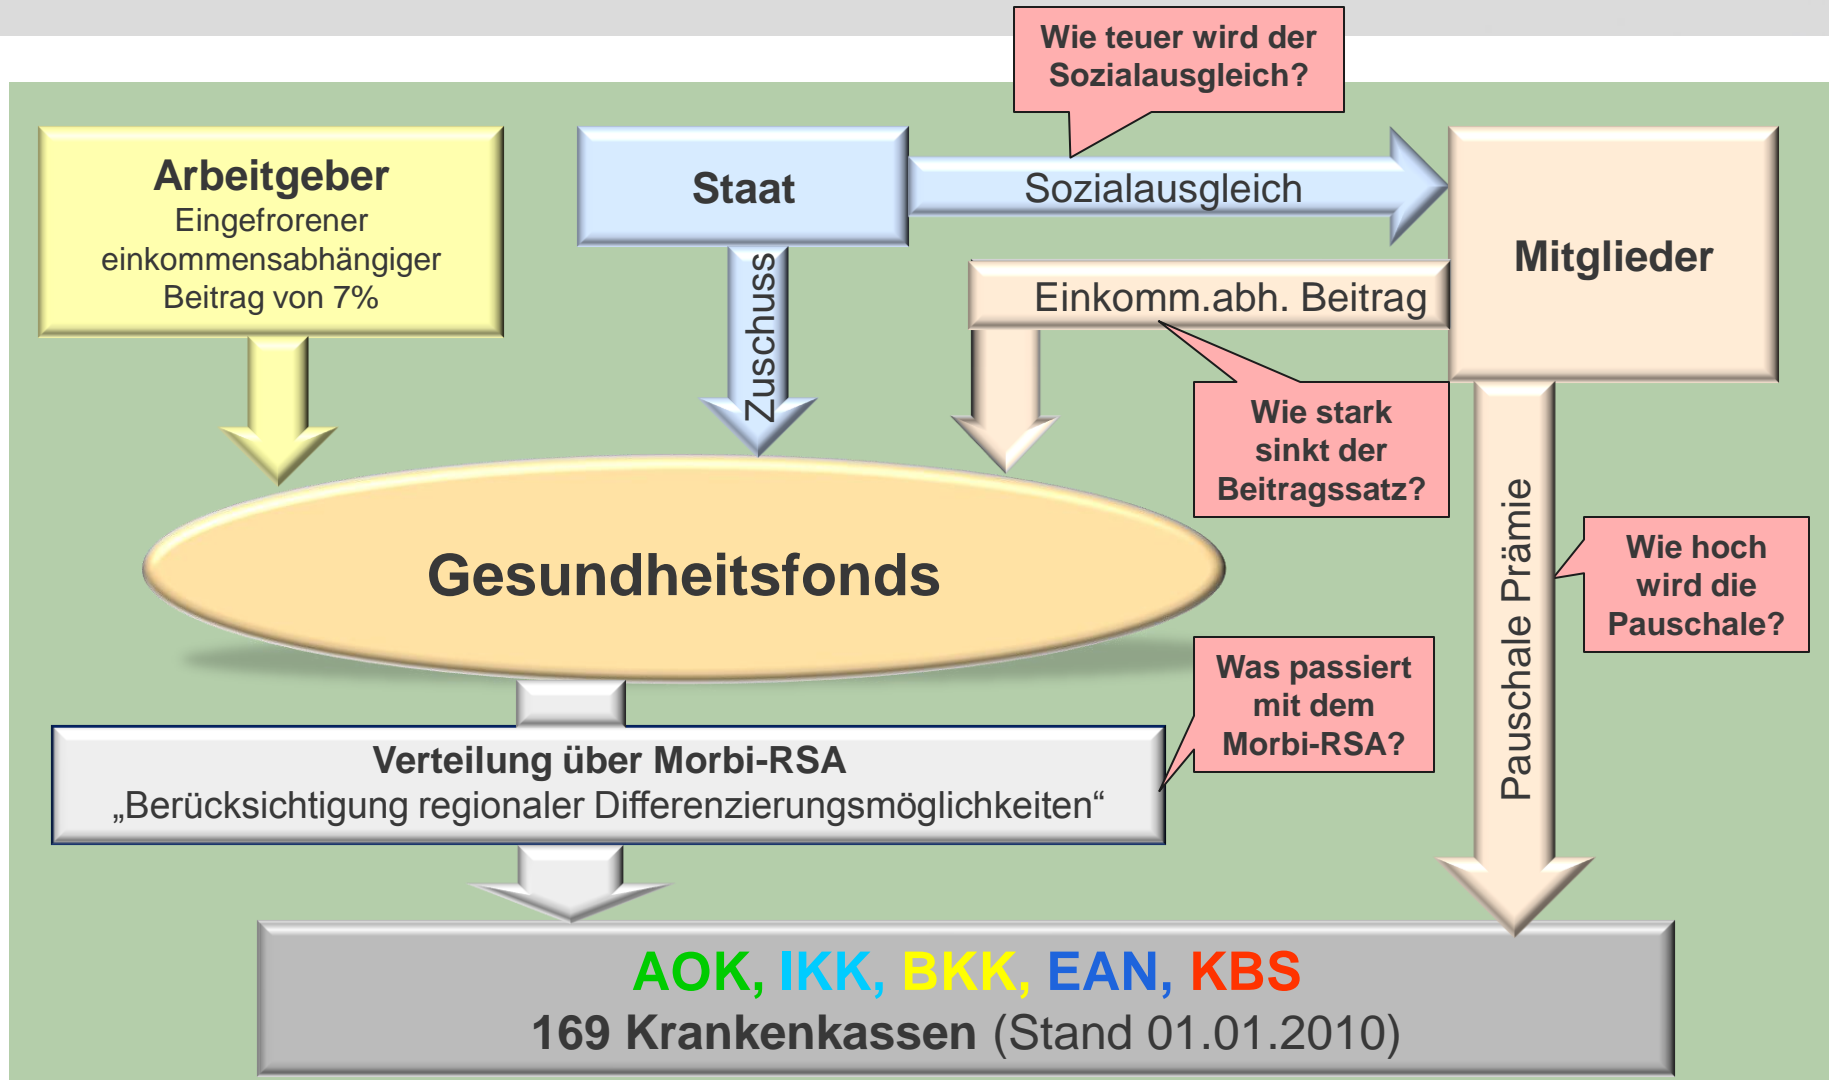 Wie teuer wird der
Sozialausgleich?
Arbeitgeber
Eingefrorener
einkommensabhängiger
Beitrag von 7%
Staat
Sozialausgleich
Mitglieder
Zuschuss
Einkomm.abh. Beitrag
Wie stark
sinkt der
Beitragssatz?
Pauschale Prämie
Wie hoch
wird die
Pauschale?
Gesundheitsfonds
Was passiert
mit dem
Morbi-RSA?
Verteilung über Morbi-RSA
„Berücksichtigung regionaler Differenzierungsmöglichkeiten“
AOK, IKK, BKK, EAN, KBS
169 Krankenkassen (Stand 01.01.2010)